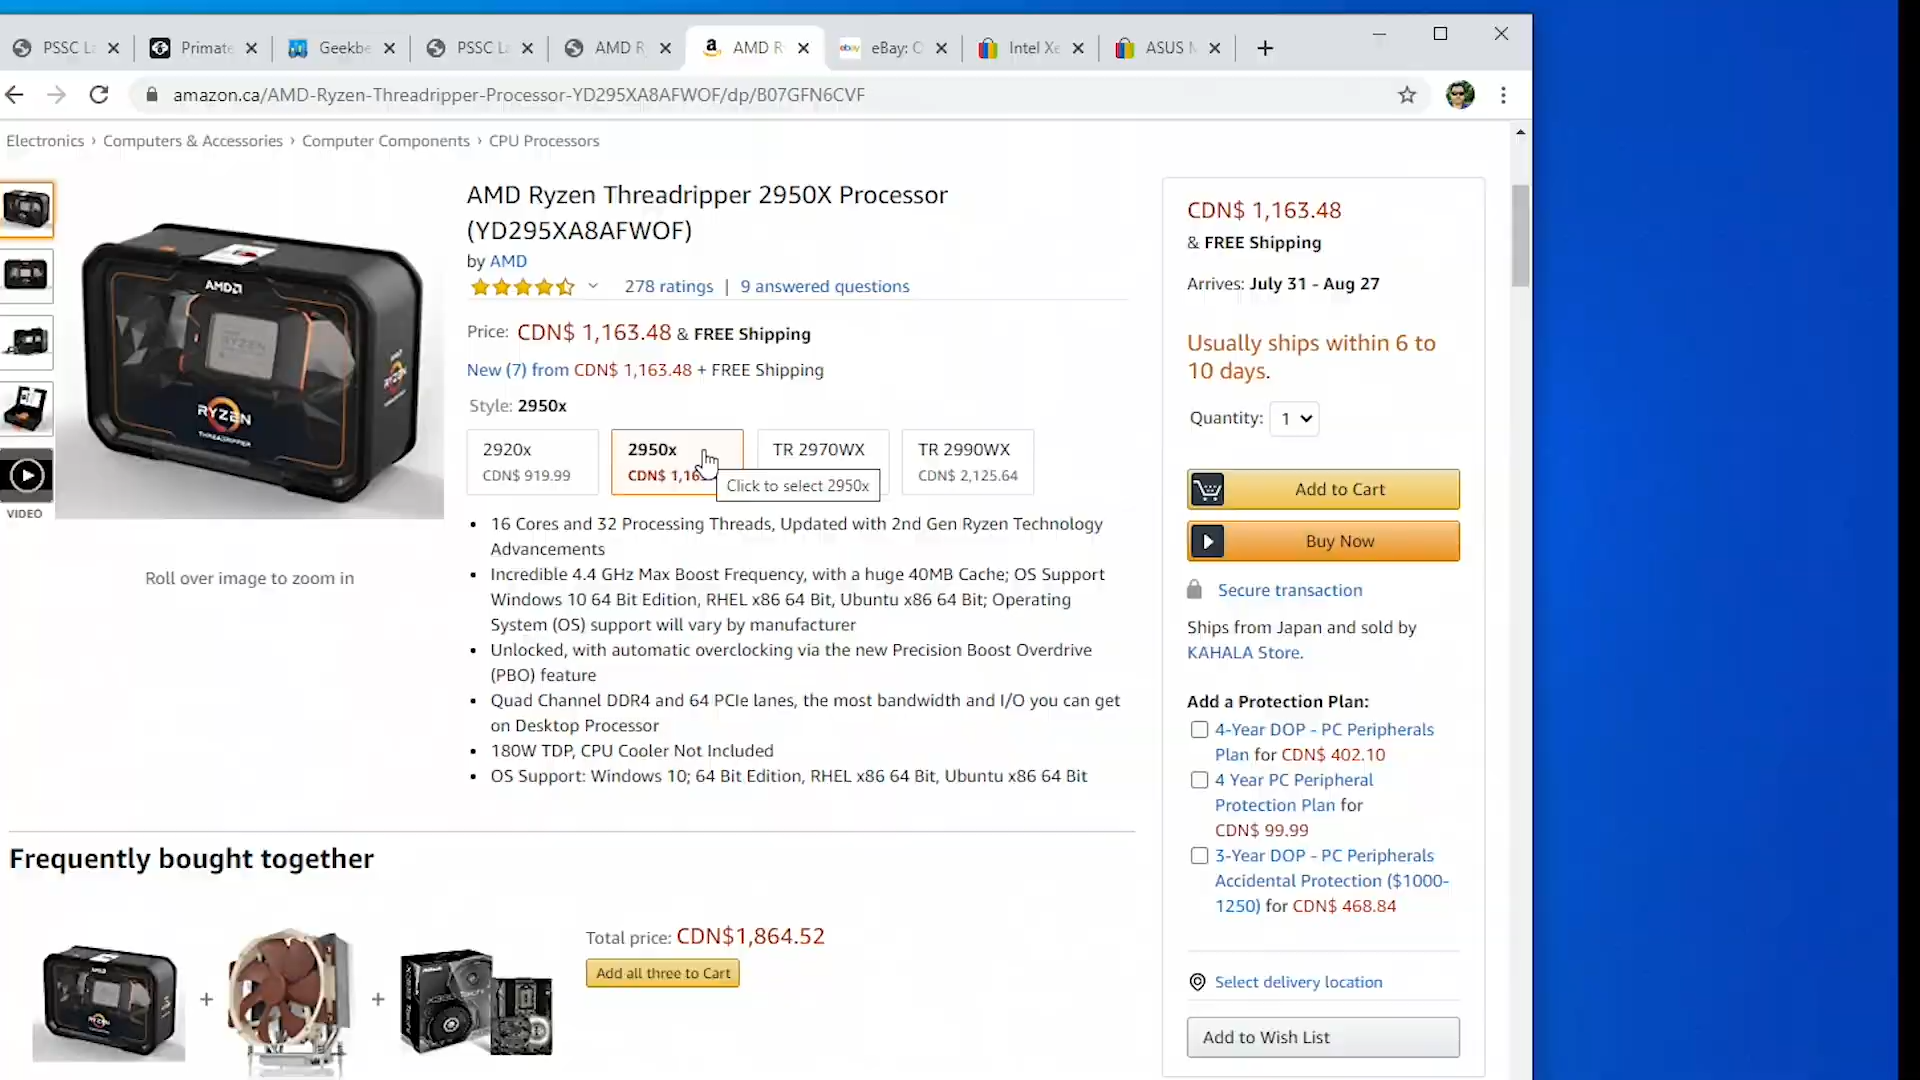 PSSC L
Primate
Geekbe
PSSC L
AMD R
AMD R
eBay: C
Intel Xe
ASUS
amazon.ca/AMD-Ryzen-Threadripper-Processor-YD295XA8AFWOF/dp/B07GFN6CVF
Electronics › Computers & Accessories › Computer Components › CPU Processors
AMD Ryzen Threadripper 2950X Processor
(YD295XA8AFWOF)
by AMD
278 ratings | 9 answered questions
Price: CDN$ 1,163.48 & FREE Shipping
New (7) from CDN$ 1,163.48 + FREE Shipping
Style: 2950x
2920x
CDN$ 919.99
2950x
CDN$ 1,16
TR 2970WX
TR 2990WX
CDN$ 2,125.64
Click to select 2950x
• 16 Cores and 32 Processing Threads, Updated with 2nd Gen Ryzen Technology
Advancements
• Incredible 4.4 GHz Max Boost Frequency, with a huge 40MB Cache; OS Support
Windows 10 64 Bit Edition, RHEL x86 64 Bit, Ubuntu x86 64 Bit; Operating
System (OS) support will vary by manufacturer
• Unlocked, with automatic overclocking via the new Precision Boost Overdrive
(PBO) feature
• Quad Channel DDR4 and 64 PCIe lanes, the most bandwidth and I/O you can get
on Desktop Processor
• 180W TDP, CPU Cooler Not Included
• OS Support: Windows 10; 64 Bit Edition, RHEL x86 64 Bit, Ubuntu x86 64 Bit
AMD
RYZEN
RYZEN
THREADRIPPER
AMD
RYZEN
VIDEO
Roll over image to zoom in
CDN$ 1,163.48
& FREE Shipping
Arrives: July 31 - Aug 27
Usually ships within 6 to
10 days.
Quantity: 1
Add to Cart
Buy Now
Secure transaction
Ships from Japan and sold by
KAHALA Store.
Add a Protection Plan:
4-Year DOP - PC Peripherals
Plan for CDN$ 402.10
4 Year PC Peripheral
Protection Plan for
CDN$ 99.99
3-Year DOP - PC Peripherals
Accidental Protection ($1000-
1250) for CDN$ 468.84
Select delivery location
Add to Wish List
Frequently bought together
+
+
Total price: CDN$1,864.52
Add all three to Cart